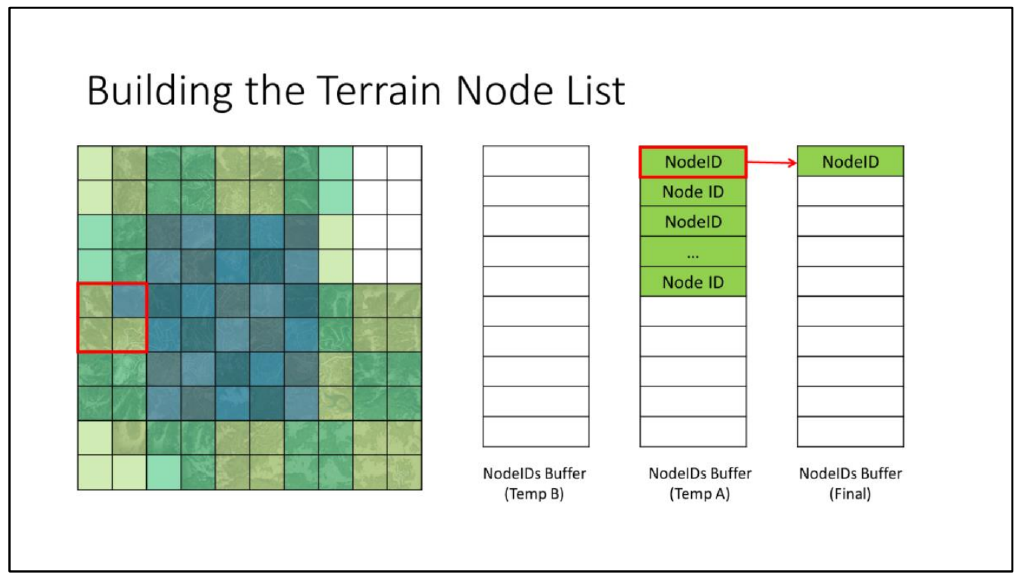 Building the Terrain Node List
NodeID
Node ID
NodeID
...
Node ID
NodeID
NodeIDs Buffer
(Temp B)
NodeIDs Buffer
(Temp A)
NodeIDs Buffer
(Final)